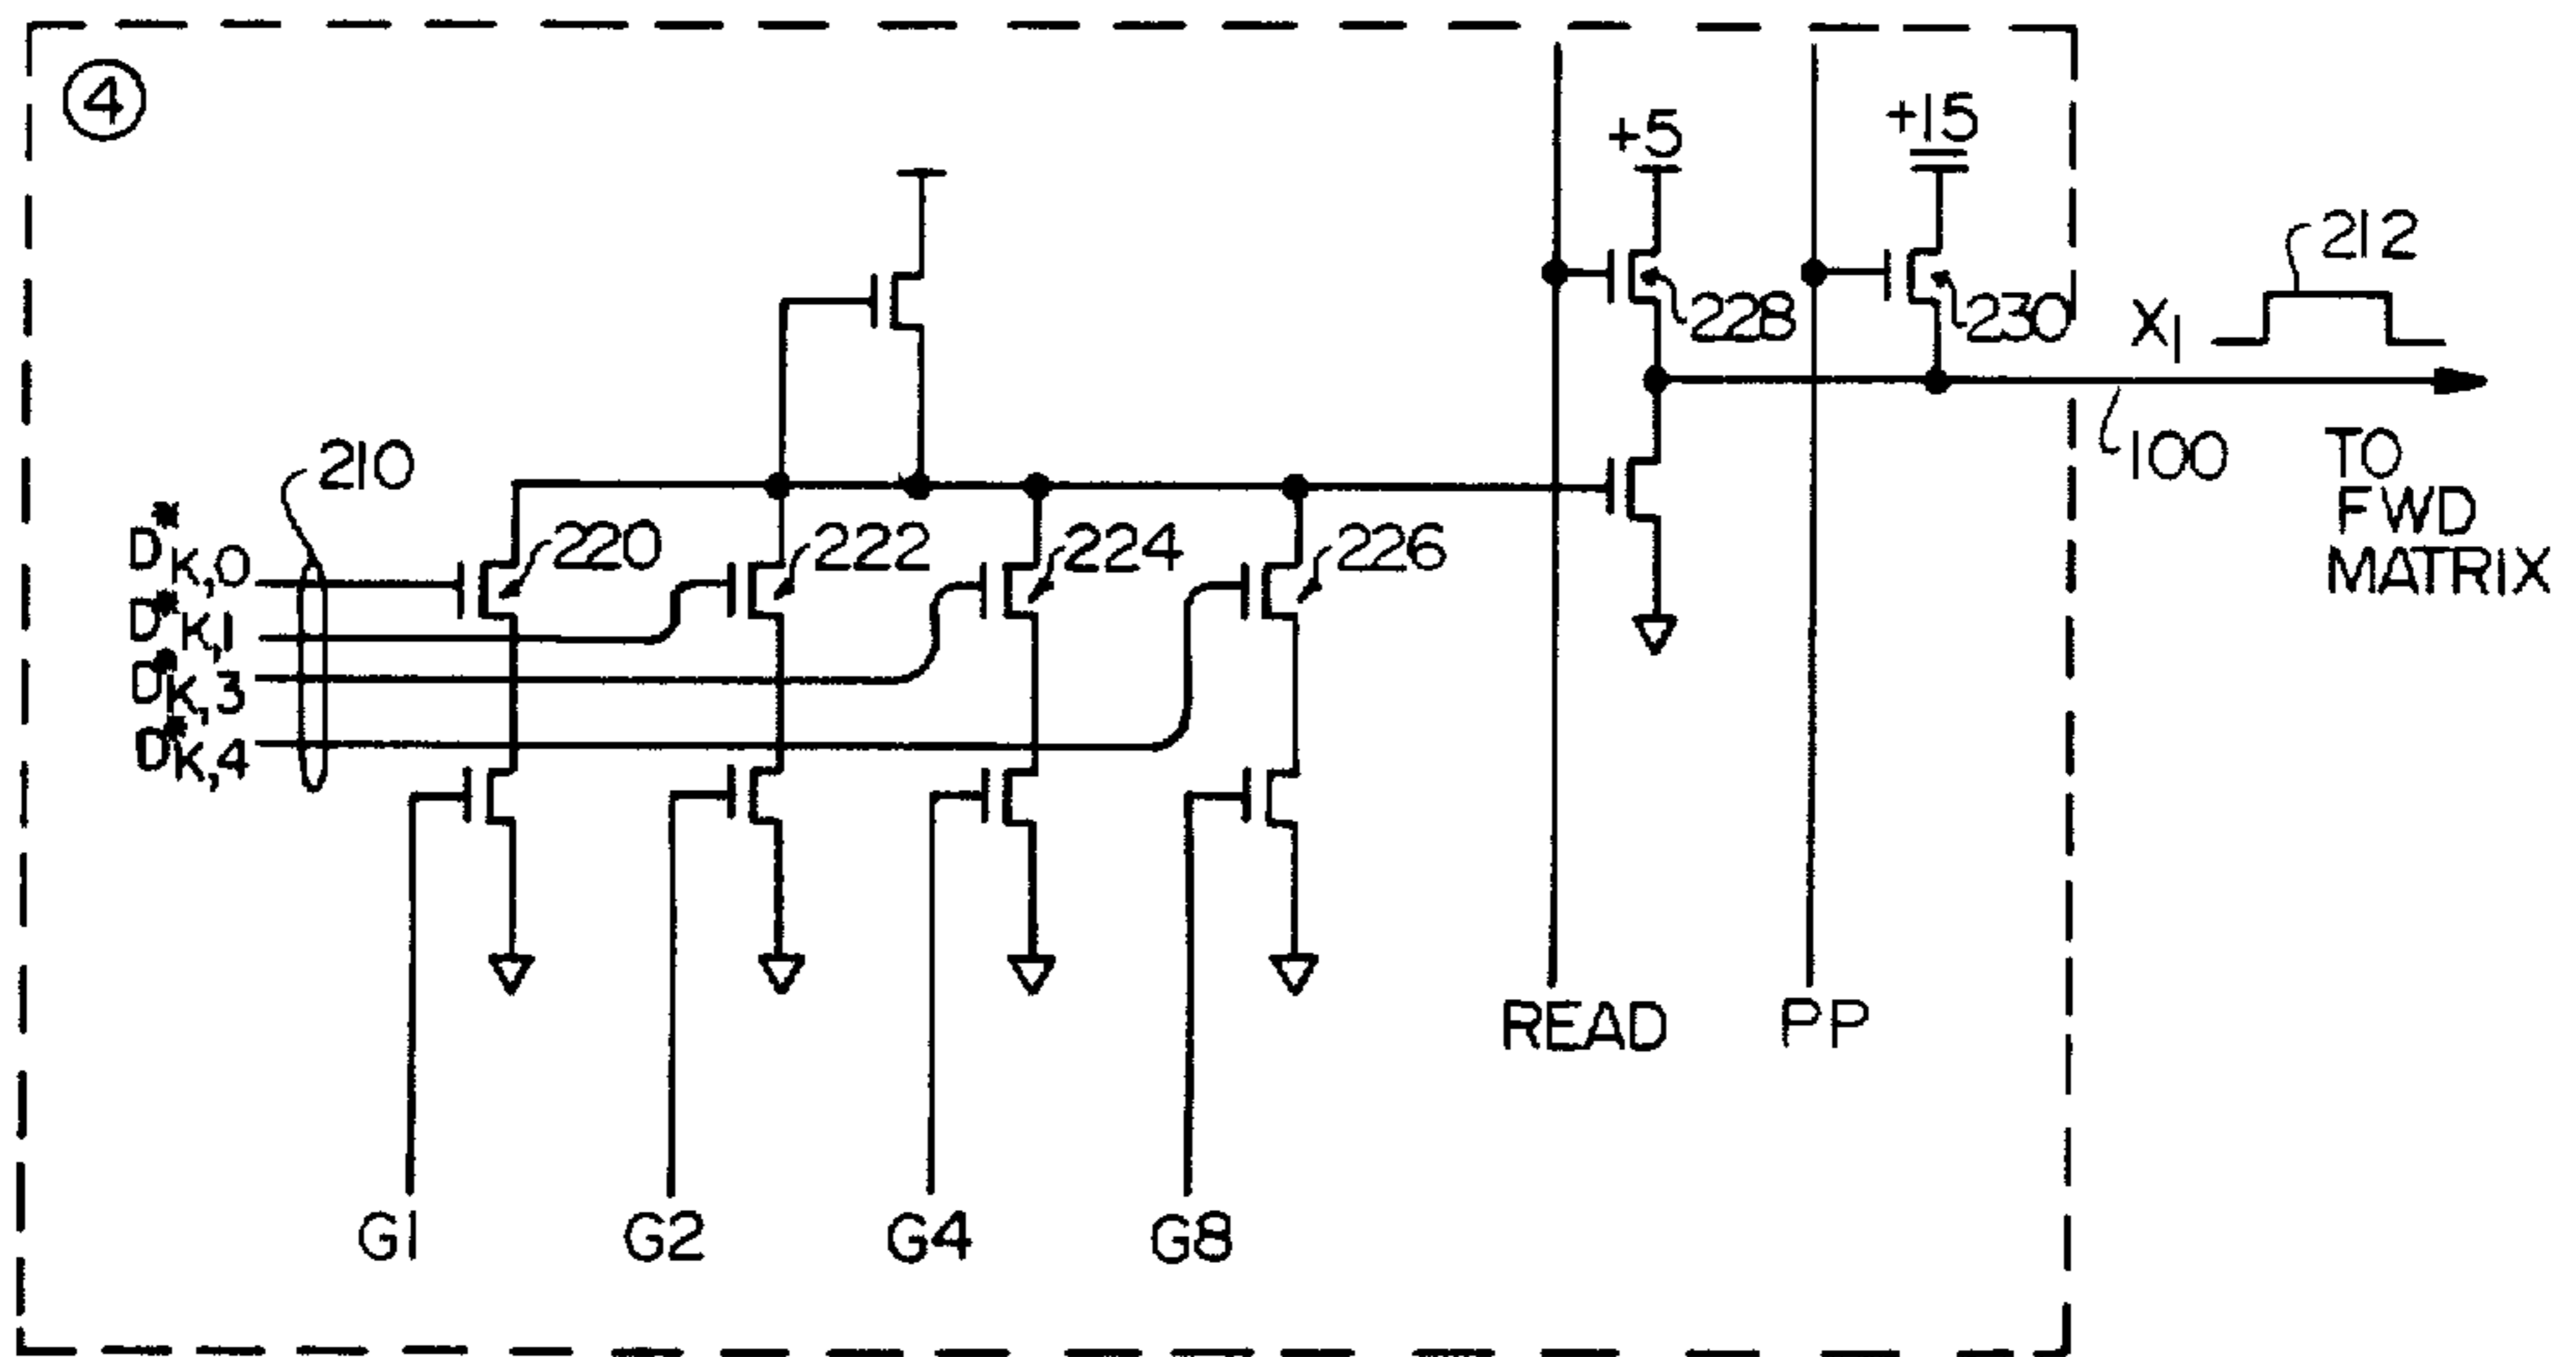 4
+5
+15
212
228
230
X1
210
100
TO
FWD
MATRIX
D*K,0
220
222
224
226
D*K,1
D*K,3
D*K,4
READ
PP
G1
G2
G4
G8